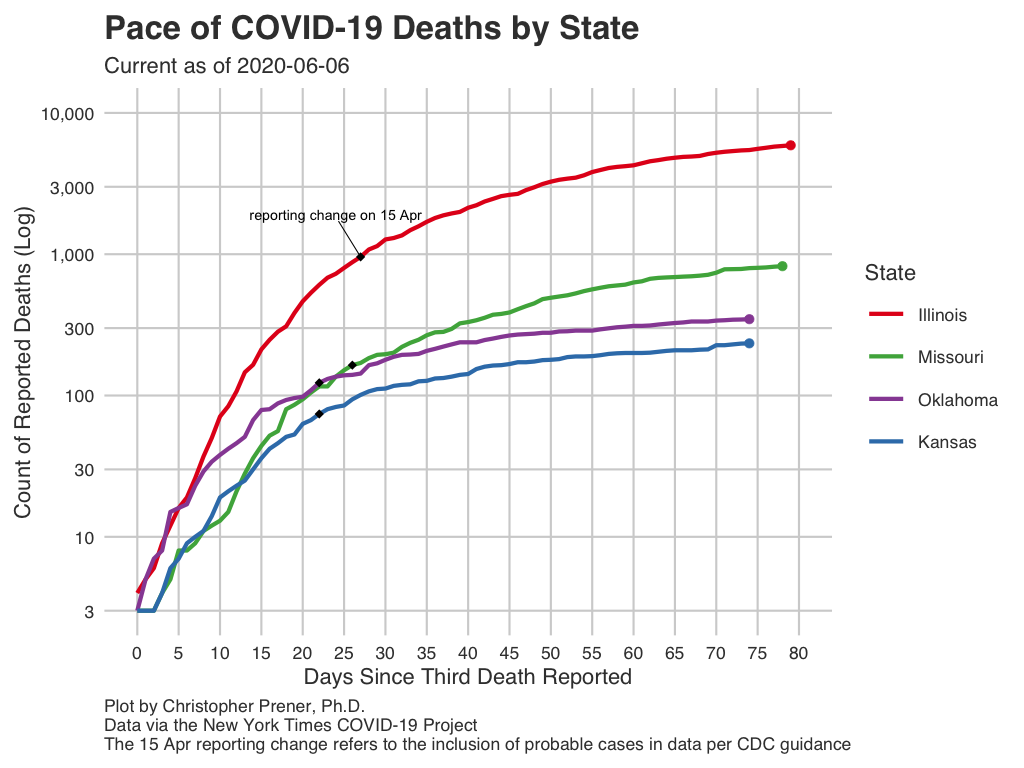 Pace of COVID-19 Deaths by State
Current as of 2020-06-06
Count of Reported Deaths (Log)
10,000
3,000
1,000
300
100
30
10
3
reporting change on 15 Apr
0 5 10 15 20 25 30 35 40 45 50 55 60 65 70 75 80
Days Since Third Death Reported
State
Illinois
Missouri
Oklahoma
Kansas
Plot by Christopher Prener, Ph.D.
Data via the New York Times COVID-19 Project
The 15 Apr reporting change refers to the inclusion of probable cases in data per CDC guidance